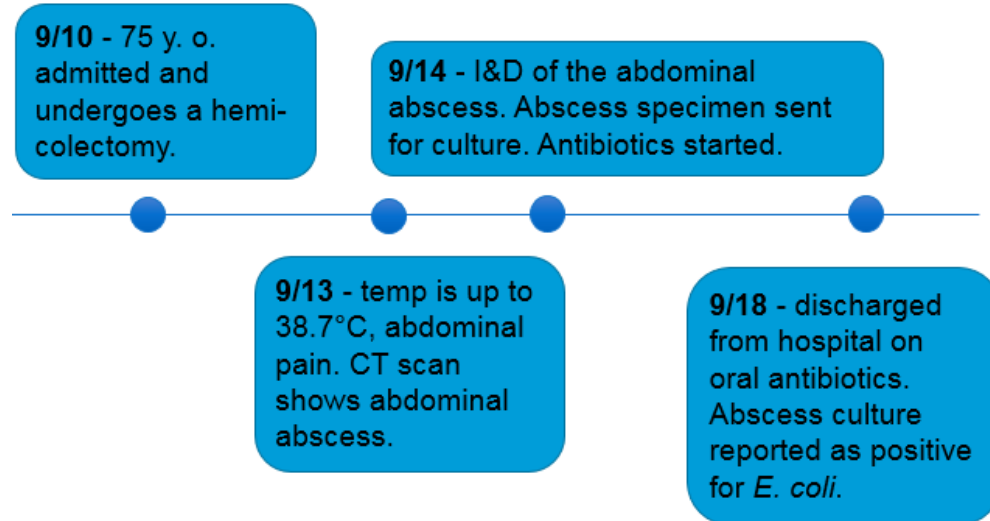 9/10 - 75 y. o.
admitted and
undergoes a hemi-
colectomy.
9/13 - temp is up to
38.7°C, abdominal
pain. CT scan
shows abdominal
abscess.
9/14 - I&D of the abdominal
abscess. Abscess specimen sent
for culture. Antibiotics started.
9/18 - discharged
from hospital on
oral antibiotics.
Abscess culture
reported as positive
for E. coli.